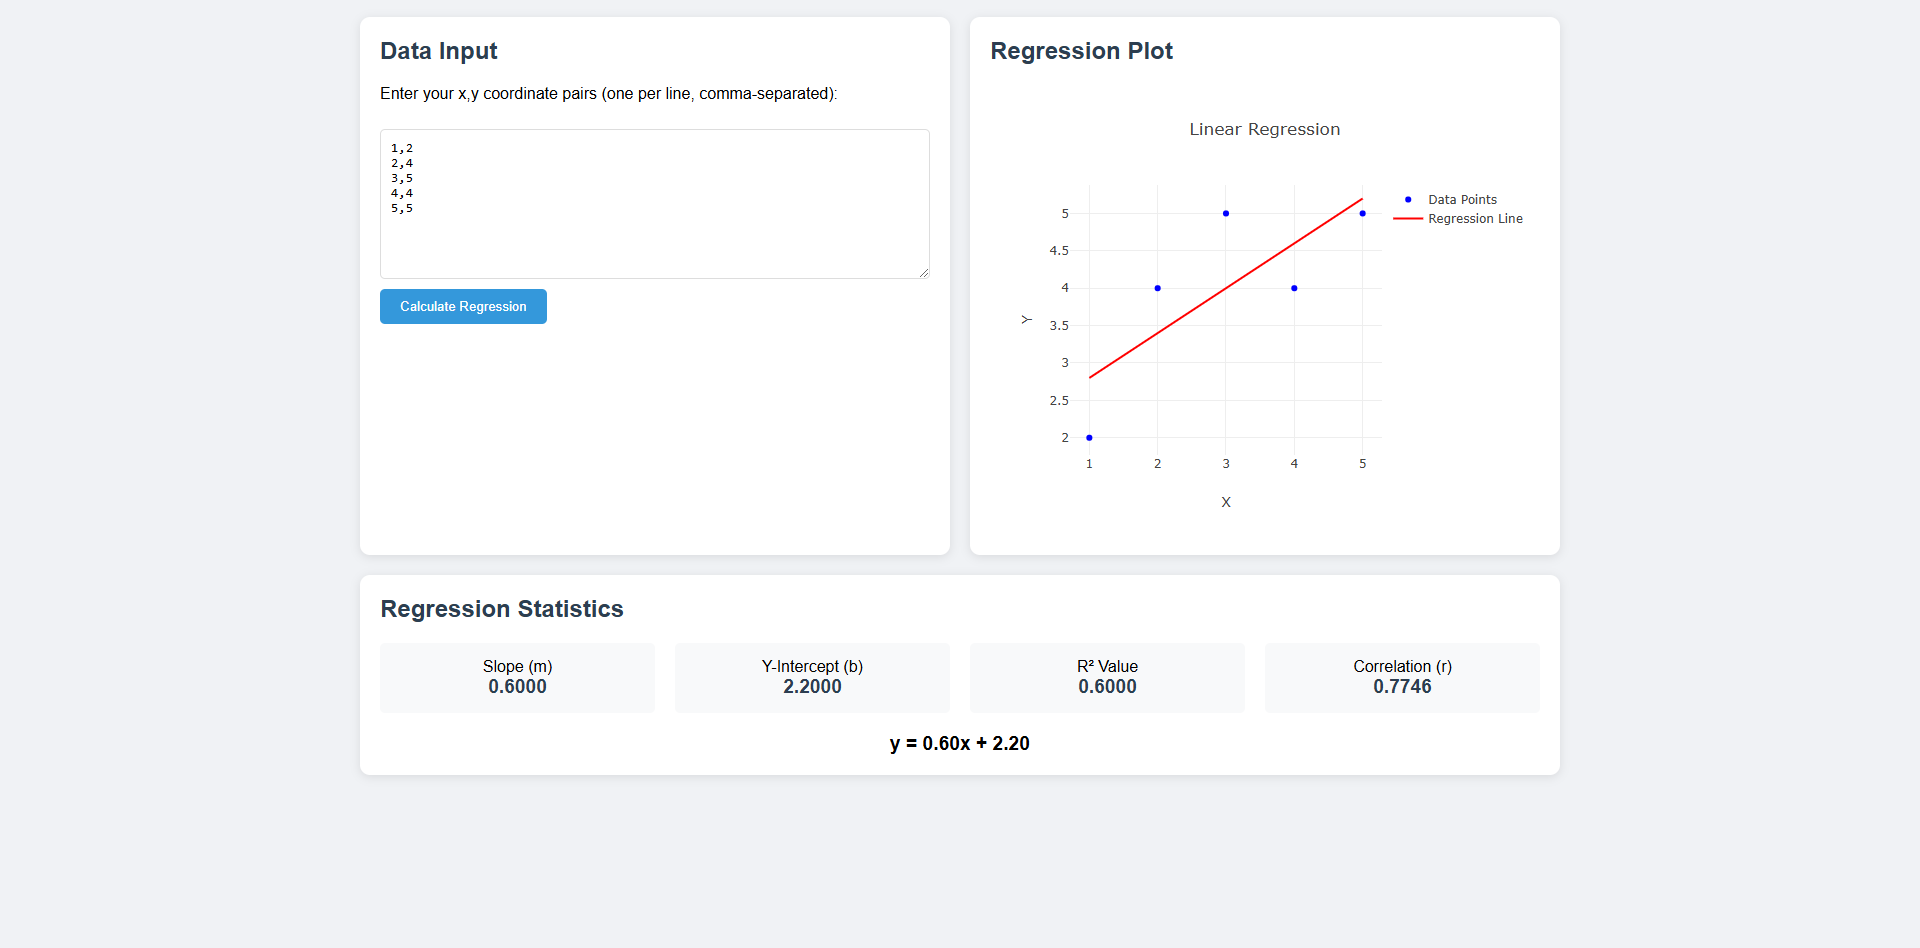 Data Input
Enter your x,y coordinate pairs (one per line, comma-separated):
1,2
2,4
3,5
4,4
5,5
Calculate Regression
Regression Plot
Linear Regression
Data Points
Regression Line
5
4.5
4
3.5
3
2.5
2
Y
1 2 3 4 5
X
Regression Statistics
Slope (m)
0.6000
Y-Intercept (b)
2.2000
R² Value
0.6000
Correlation (r)
0.7746
y = 0.60x + 2.20